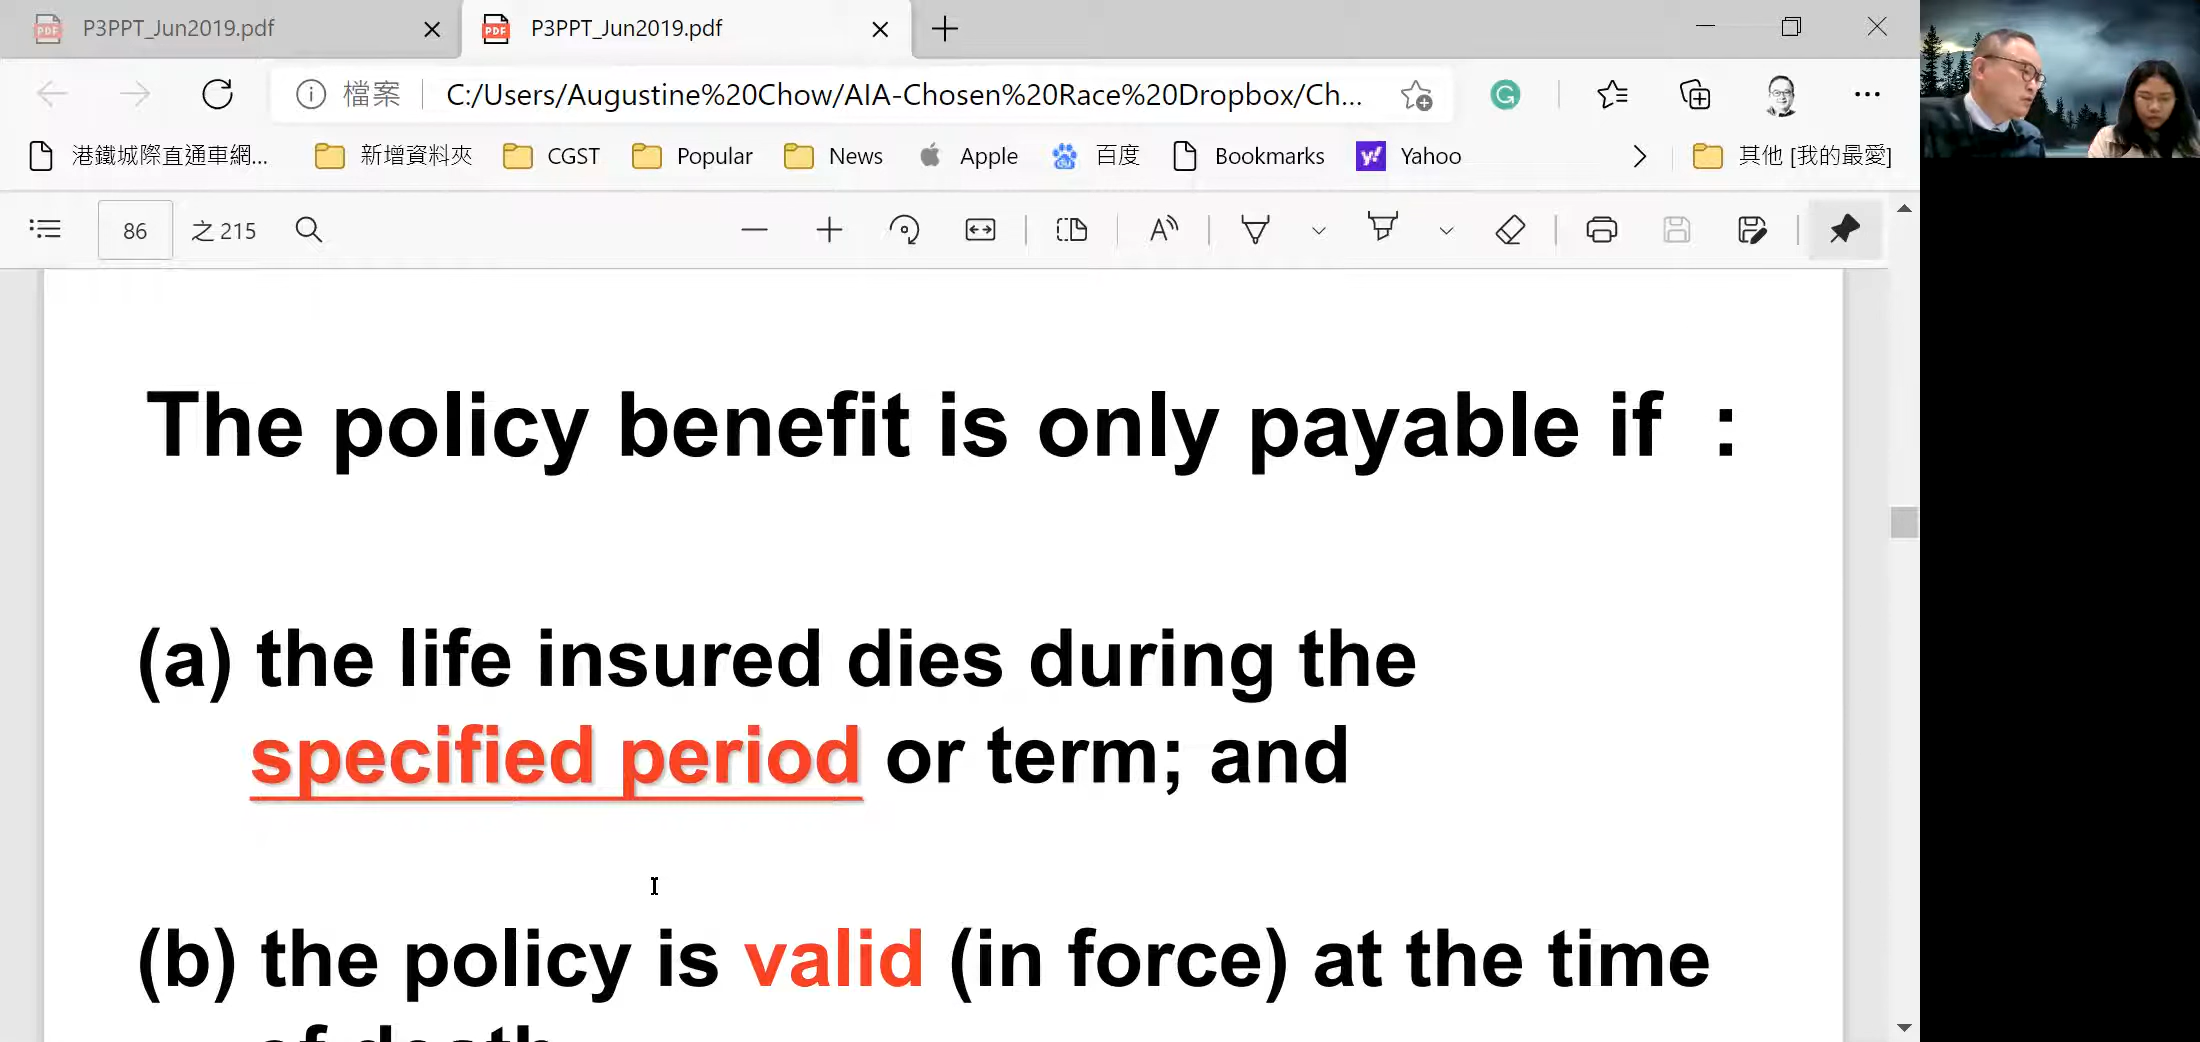 P3PPT_Jun2019.pdf
P3PPT_Jun2019.pdf
檔案 C:/Users/Augustine%20Chow/AIA-Chosen%20Race%20Dropbox/Ch...
港鐵城際直通車網... 新增資料夾 CGST Popular News Apple 百度 Bookmarks Yahoo 其他 [我的最愛]
86 之 215
The policy benefit is only payable if :
(a) the life insured dies during the
specified period or term; and
(b) the policy is valid (in force) at the time
of death